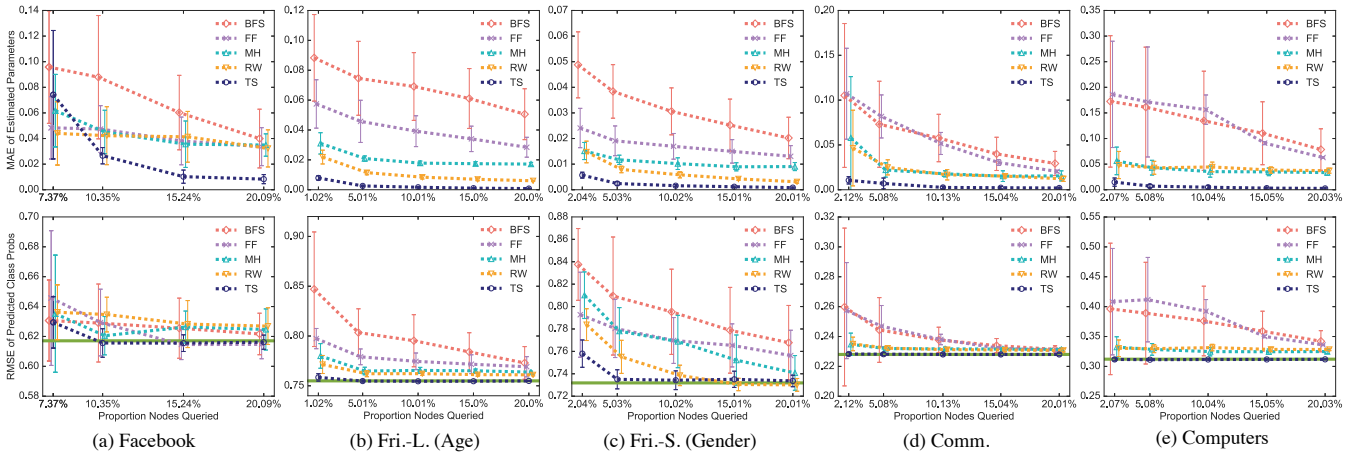 MAE of Estimated Parameters
0.14
0.12
0.10
0.08
0.06
0.04
0.02
0.00
BFS
FF
MH
RW
TS
7.37% 10.35% 15.24% 20.09%
0.12
0.10
0.08
0.06
0.04
0.02
0.00
BFS
FF
MH
RW
TS
1.02% 5.01% 10.01% 15.0% 20.0%
0.07
0.06
0.05
0.04
0.03
0.02
0.01
0.00
BFS
FF
MH
RW
TS
2.04% 5.03% 10.02% 15.01% 20.01%
0.20
0.15
0.10
0.05
0.00
BFS
FF
MH
RW
TS
2.12% 5.08% 10.13% 15.04% 20.01%
0.35
0.30
0.25
0.20
0.15
0.10
0.05
0.00
BFS
FF
MH
RW
TS
2.07% 5.08% 10.04% 15.05% 20.03%
RMSE of Predicted Class Probs
0.70
0.68
0.66
0.64
0.62
0.60
0.58
BFS
FF
MH
RW
TS
7.37% 10.35% 15.24% 20.09%
Proportion Nodes Queried
0.90
0.85
0.80
0.75
BFS
FF
MH
RW
TS
1.02% 5.01% 10.01% 15.0% 20.0%
Proportion Nodes Queried
0.88
0.86
0.84
0.82
0.80
0.78
0.76
0.74
0.72
BFS
FF
MH
RW
TS
2.04% 5.03% 10.02% 15.01% 20.01%
Proportion Nodes Queried
0.32
0.30
0.28
0.26
0.24
0.22
0.20
BFS
FF
MH
RW
TS
2.12% 5.08% 10.13% 15.04% 20.01%
Proportion Nodes Queried
0.55
0.50
0.45
0.40
0.35
0.30
0.25
BFS
FF
MH
RW
TS
2.07% 5.08% 10.04% 15.05% 20.03%
Proportion Nodes Queried
(a) Facebook
(b) Fri.-L. (Age)
(c) Fri.-S. (Gender)
(d) Comm.
(e) Computers